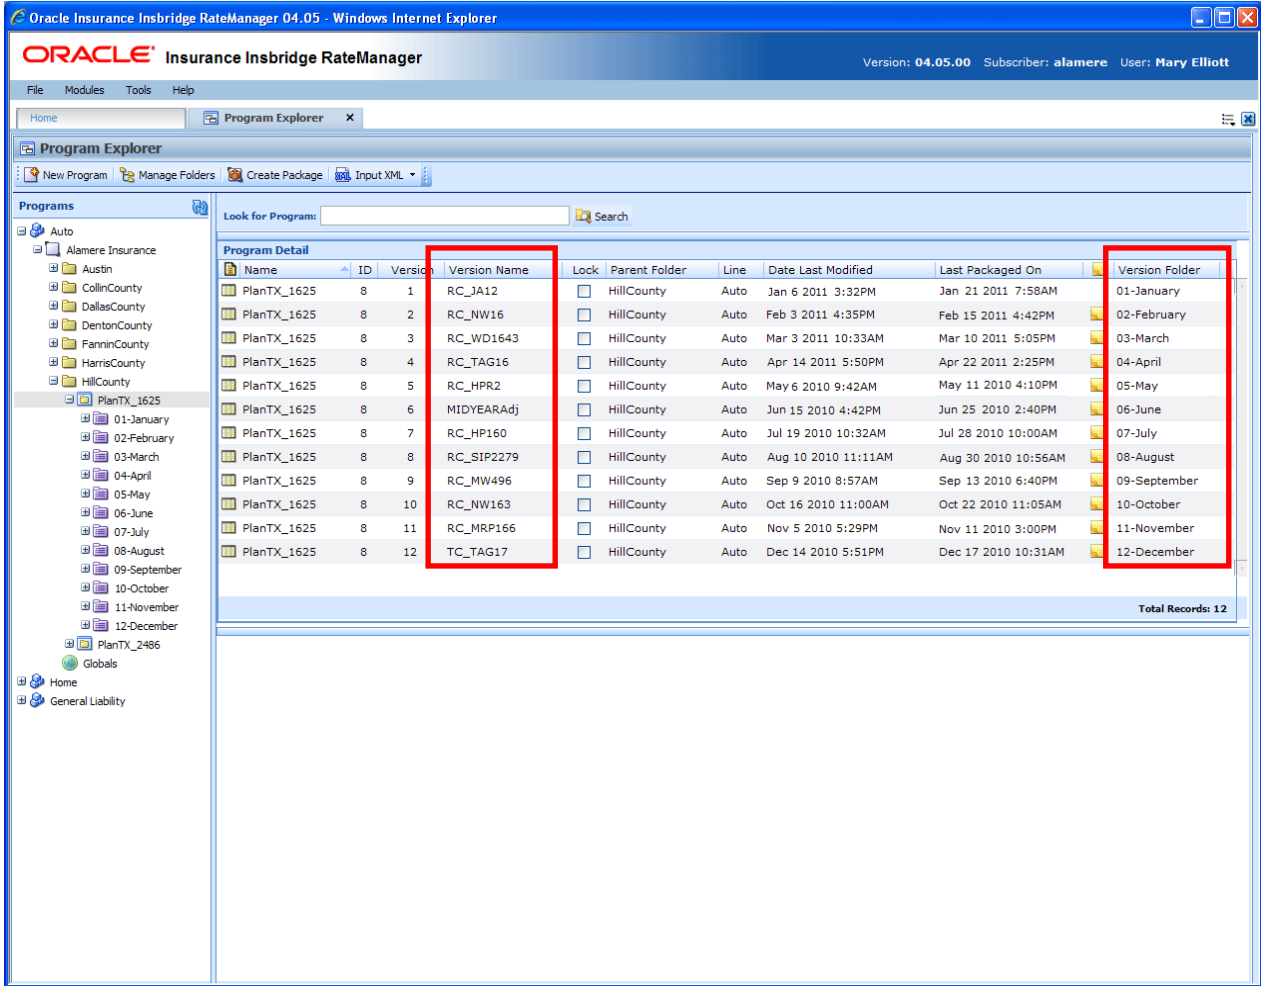 Oracle Insurance Insbridge RateManager 04.05 - Windows Internet Explorer
ORACLE Insurance Insbridge RateManager
Version: 04.05.00 Subscriber: alamere User: Mary Elliott
File Modules Tools Help
Home Program Explorer x
Program Explorer
New Program Manage Folders Create Package Input XML
Programs
Auto
Alamere Insurance
Austin
CollinCounty
DallasCounty
DentonCounty
FanninCounty
HarrisCounty
HillCounty
PlanTX_1625
01-January
02-February
03-March
04-April
05-May
06-June
07-July
08-August
09-September
10-October
11-November
12-December
PlanTX_2486
Globals
Home
General Liability
Look for Program: Search
Program Detail
Name ID Version Version Name Lock Parent Folder Line Date Last Modified Last Packaged On Version Folder
PlanTX_1625 8 1 RC_JA12 HillCounty Auto Jan 6 2011 3:32PM Jan 21 2011 7:58AM 01-January
PlanTX_1625 8 2 RC_NW16 HillCounty Auto Feb 3 2011 4:35PM Feb 15 2011 4:42PM 02-February
PlanTX_1625 8 3 RC_WD1643 HillCounty Auto Mar 3 2011 10:33AM Mar 10 2011 5:05PM 03-March
PlanTX_1625 8 4 RC_TAG16 HillCounty Auto Apr 14 2011 5:50PM Apr 22 2011 2:25PM 04-April
PlanTX_1625 8 5 RC_HPR2 HillCounty Auto May 6 2010 9:42AM May 11 2010 4:10PM 05-May
PlanTX_1625 8 6 MIDYEARAdj HillCounty Auto Jun 15 2010 4:42PM Jun 25 2010 2:40PM 06-June
PlanTX_1625 8 7 RC_HP160 HillCounty Auto Jul 19 2010 10:32AM Jul 28 2010 10:00AM 07-July
PlanTX_1625 8 8 RC_SIP2279 HillCounty Auto Aug 10 2010 11:11AM Aug 30 2010 10:56AM 08-August
PlanTX_1625 8 9 RC_MW496 HillCounty Auto Sep 9 2010 8:57AM Sep 13 2010 6:40PM 09-September
PlanTX_1625 8 10 RC_NW163 HillCounty Auto Oct 16 2010 11:00AM Oct 22 2010 11:05AM 10-October
PlanTX_1625 8 11 RC_MRP166 HillCounty Auto Nov 5 2010 5:29PM Nov 11 2010 3:00PM 11-November
PlanTX_1625 8 12 TC_TAG17 HillCounty Auto Dec 14 2010 5:51PM Dec 17 2010 10:31AM 12-December
Total Records: 12